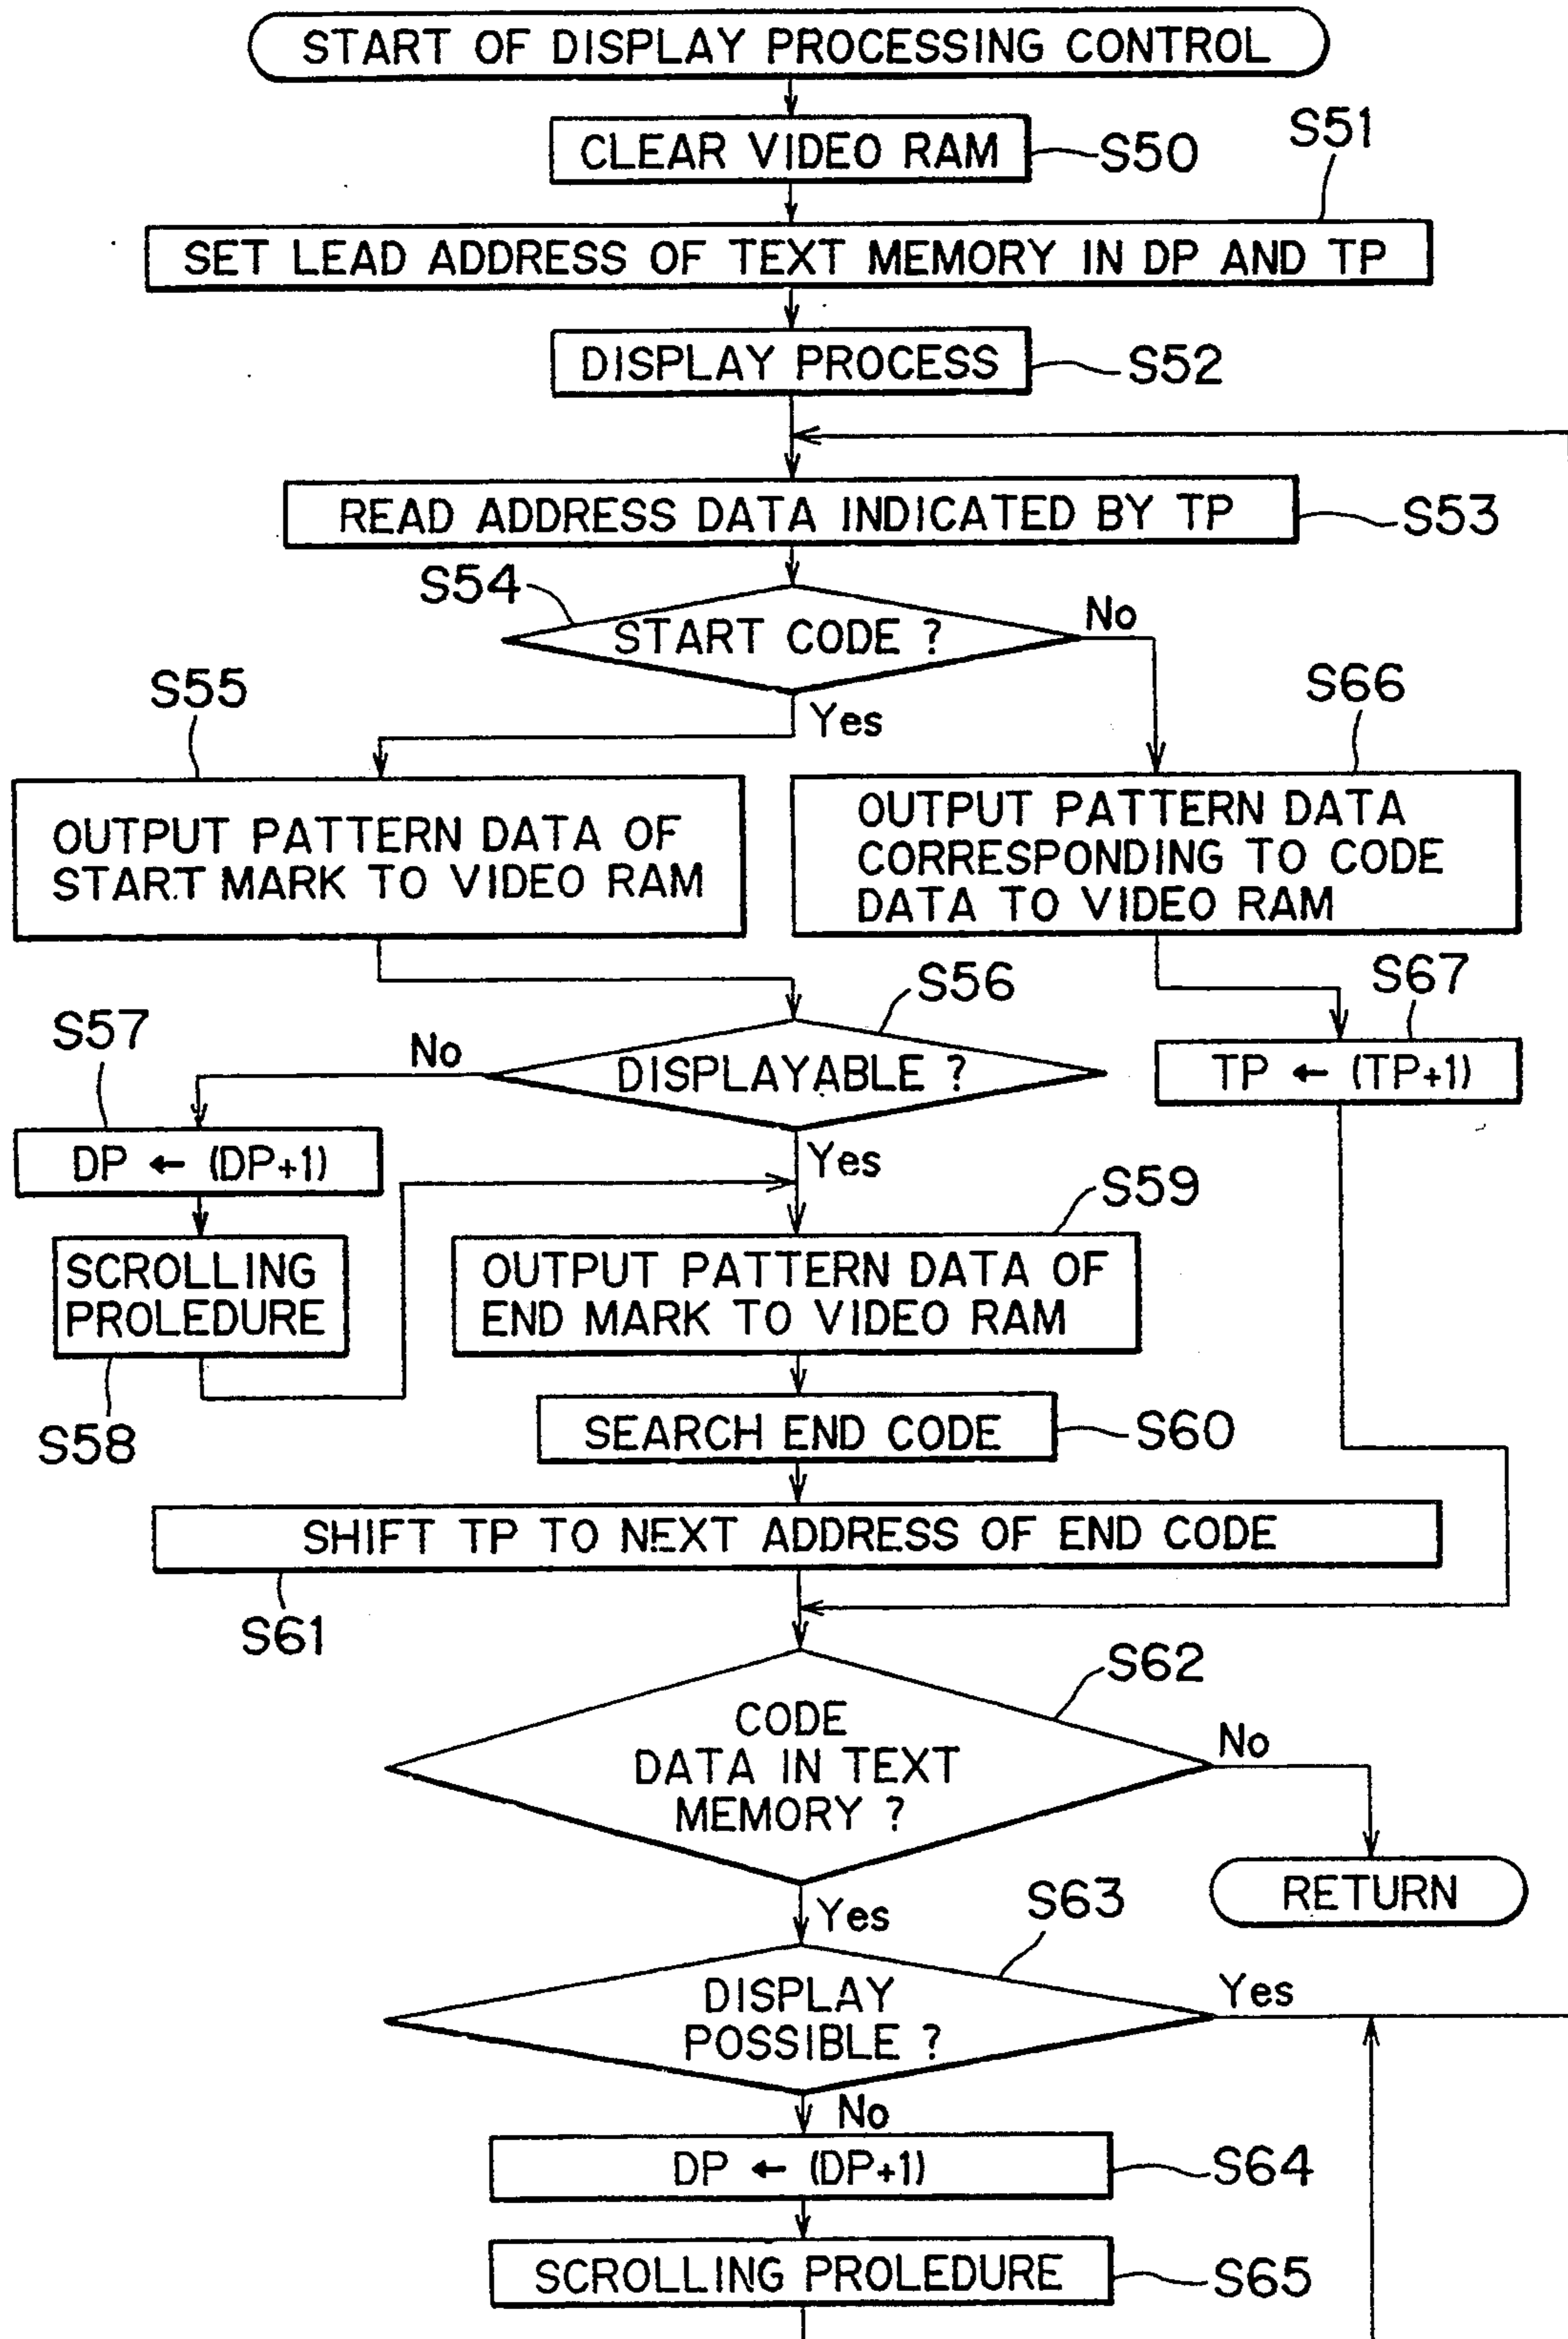 START OF DISPLAY PROCESSING CONTROL
CLEAR VIDEO RAM
S50
S51
SET LEAD ADDRESS OF TEXT MEMORY IN DP AND TP
DISPLAY PROCESS
S52
READ ADDRESS DATA INDICATED BY TP
S53
S54
START CODE ?
No
Yes
S55
S66
OUTPUT PATTERN DATA OF
START MARK TO VIDEO RAM
OUTPUT PATTERN DATA
CORRESPONDING TO CODE
DATA TO VIDEO RAM
S56
S67
S57
No
DISPLAYABLE ?
TP ← (TP+1)
DP ← (DP+1)
Yes
S59
SCROLLING
PROLEDURE
OUTPUT PATTERN DATA OF
END MARK TO VIDEO RAM
S58
SEARCH END CODE
S60
SHIFT TP TO NEXT ADDRESS OF END CODE
S61
S62
CODE
DATA IN TEXT
MEMORY ?
No
RETURN
Yes
S63
DISPLAY
POSSIBLE ?
Yes
No
DP ← (DP+1)
S64
SCROLLING PROLEDURE
S65